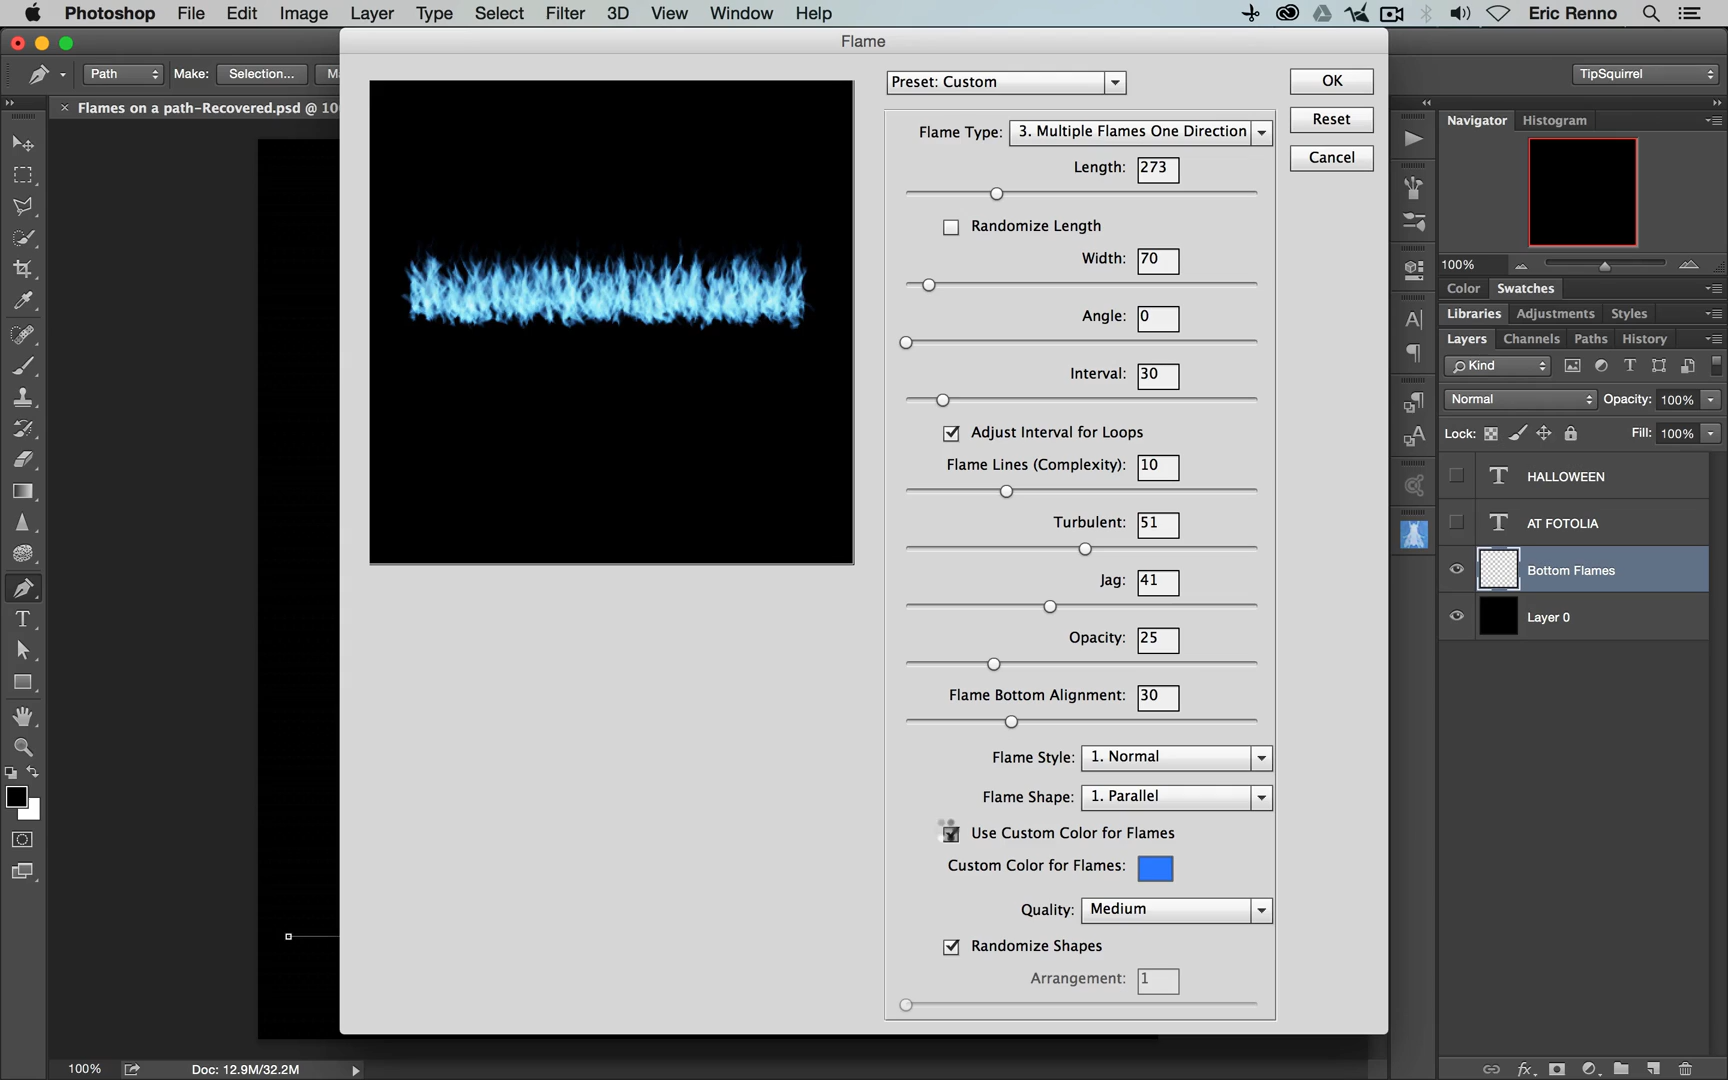 Photoshop File Edit Image Layer Type Select Filter 3D View Window Help Eric Renno
Flame
Path Make: Selection... TipSquirrel
Flames on a path-Recovered.psd @ 10
Preset: Custom
OK
Reset
Cancel
Flame Type: 3. Multiple Flames One Direction
Length: 273
Randomize Length
Width: 70
Angle: 0
Interval: 30
Adjust Interval for Loops
Flame Lines (Complexity): 10
Turbulent: 51
Jag: 41
Opacity: 25
Flame Bottom Alignment: 30
Flame Style: 1. Normal
Flame Shape: 1. Parallel
Use Custom Color for Flames
Custom Color for Flames:
Quality: Medium
Randomize Shapes
Arrangement: 1
Navigator Histogram
100%
Color Swatches
Libraries Adjustments Styles
Layers Channels Paths History
Kind
Normal Opacity: 100%
Lock: Fill: 100%
HALLOWEEN
AT FOTOLIA
Bottom Flames
Layer 0
100% Doc: 12.9M/32.2M